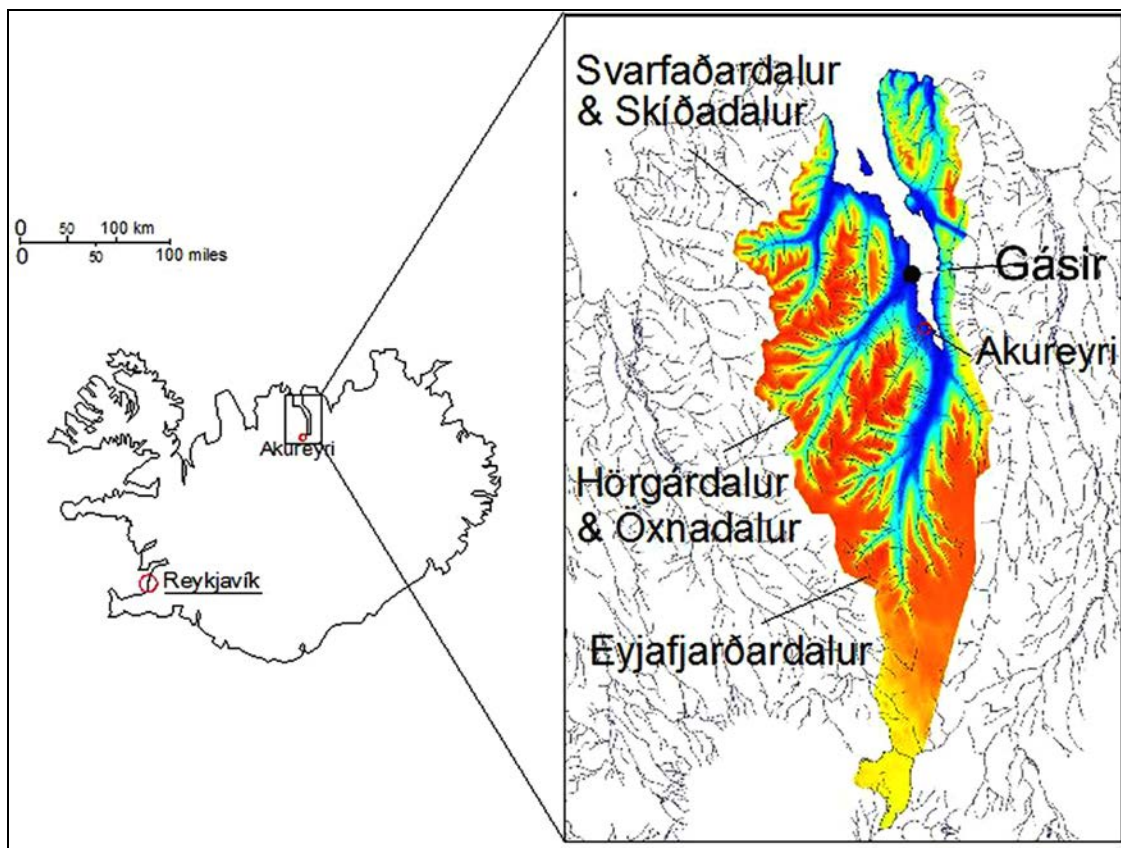 0 50 100 km
0 50 100 miles
Akureyri
Reykjavík
Svarfaðardalur
& Skíðadalur
Gásir
Akureyri
Hörgárdalur
& Öxnadalur
Eyjafjarðardalur